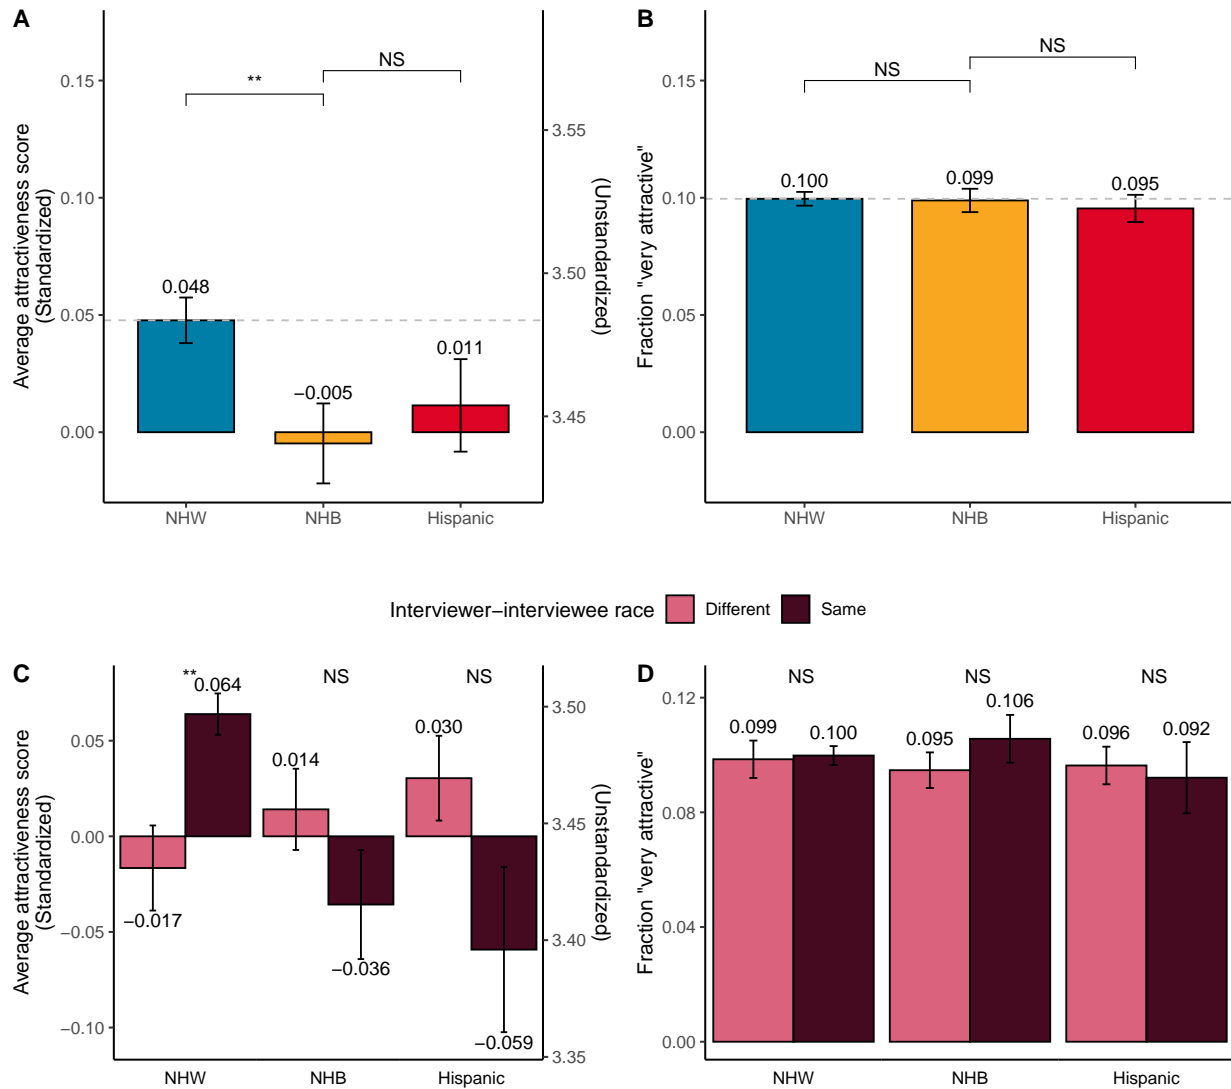 A
Average attractiveness score
(Standardized)
0.15
0.10
0.05
0.00
**
NS
0.048
−0.005
0.011
3.55
3.50
3.45
(Unstandardized)
NHW
NHB
Hispanic
B
Fraction "very attractive"
0.15
0.10
0.05
0.00
NS
NS
0.100
0.099
0.095
NHW
NHB
Hispanic
Interviewer−interviewee race
Different
Same
C
Average attractiveness score
(Standardized)
0.05
0.00
−0.05
−0.10
**
NS
NS
−0.017
0.064
0.014
−0.036
0.030
−0.059
3.50
3.45
3.40
3.35
(Unstandardized)
NHW
NHB
Hispanic
D
Fraction "very attractive"
0.12
0.08
0.04
0.00
NS
NS
NS
0.099
0.100
0.095
0.106
0.096
0.092
NHW
NHB
Hispanic